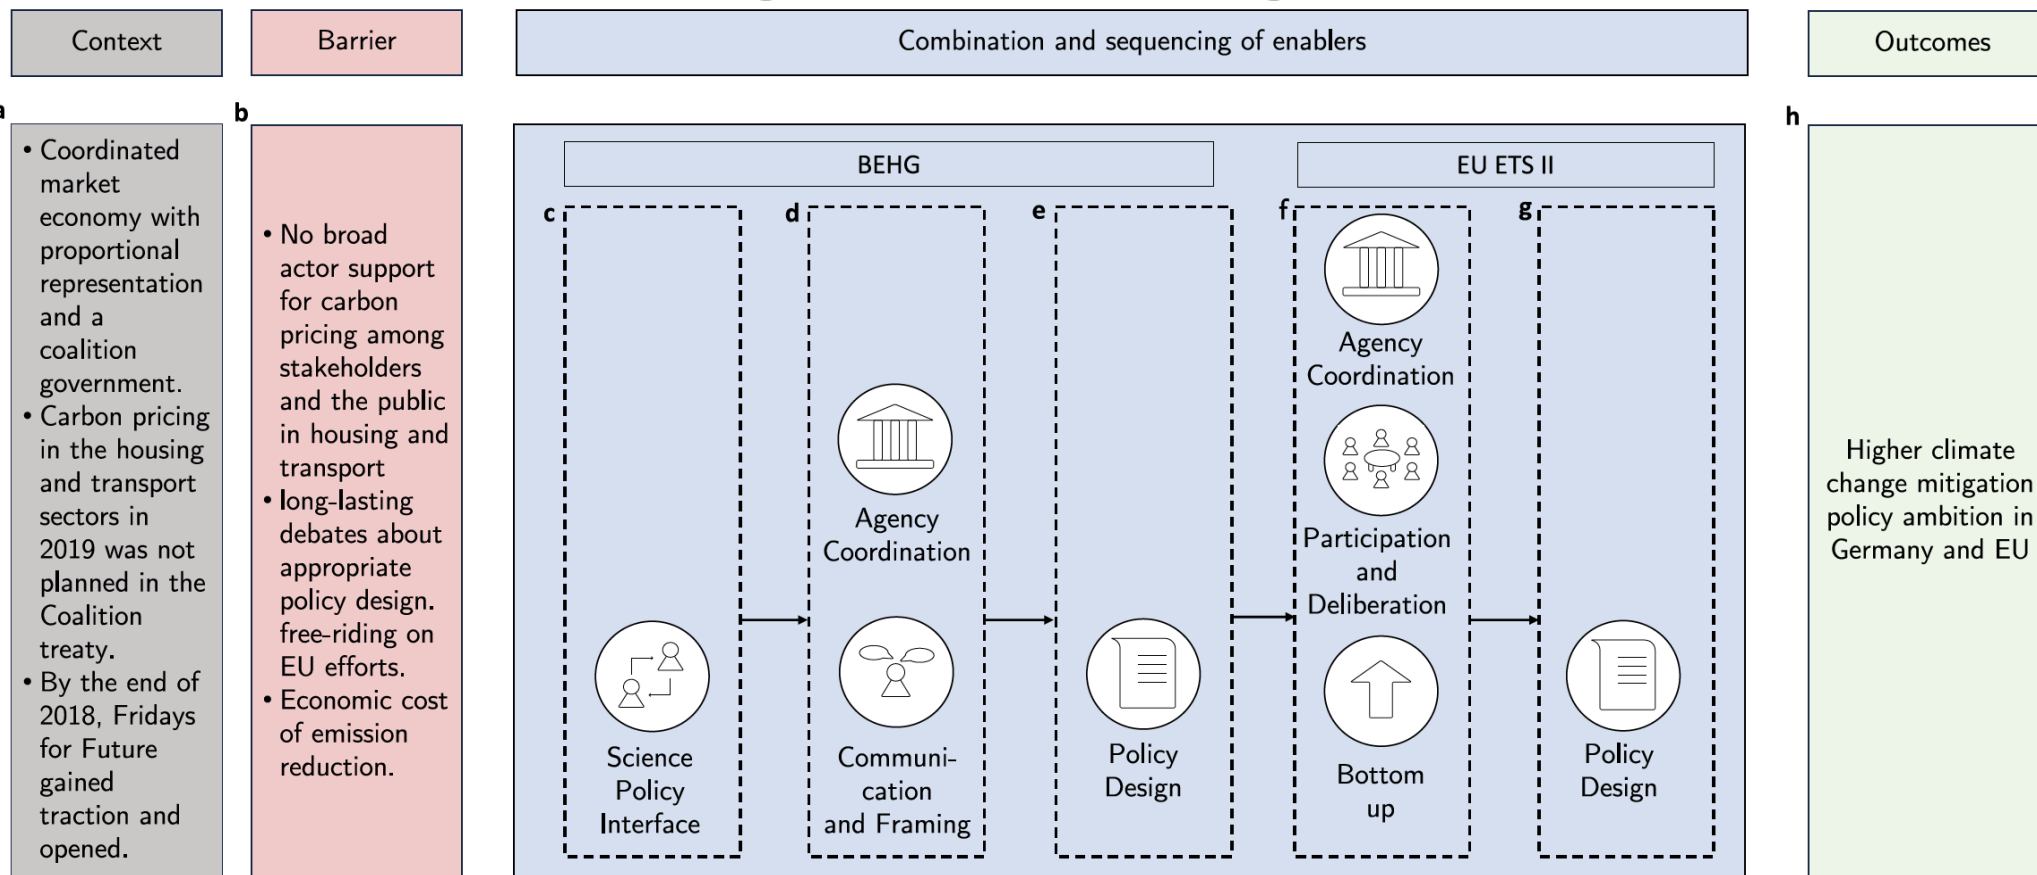 Context
Barrier
Combination and sequencing of enablers
Outcomes
a
• Coordinated
market
economy with
proportional
representation
and a
coalition
government.
• Carbon pricing
in the housing
and transport
sectors in
2019 was not
planned in the
Coalition
treaty.
• By the end of
2018, Fridays
for Future
gained
traction and
opened.
b
• No broad
actor support
for carbon
pricing among
stakeholders
and the public
in housing and
transport
• long-lasting
debates about
appropriate
policy design.
free-riding on
EU efforts.
• Economic cost
of emission
reduction.
BEHG
c
Science
Policy
Interface
d
Agency
Coordination
Communi-
cation
and Framing
e
Policy
Design
EU ETS II
f
Agency
Coordination
Participation
and
Deliberation
Bottom
up
g
Policy
Design
h
Higher climate
change mitigation
policy ambition in
Germany and EU